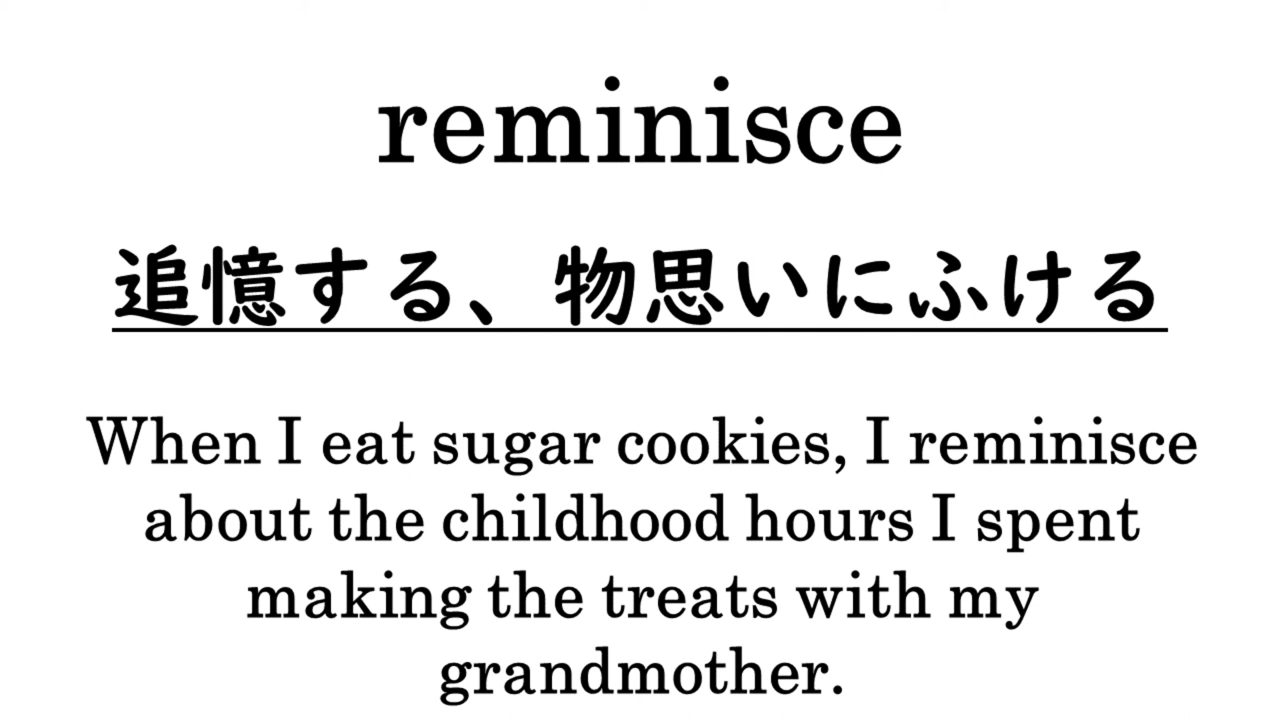 reminisce
追憶する、物思いにふける
When I eat sugar cookies, I reminisce
about the childhood hours I spent
making the treats with my
grandmother.